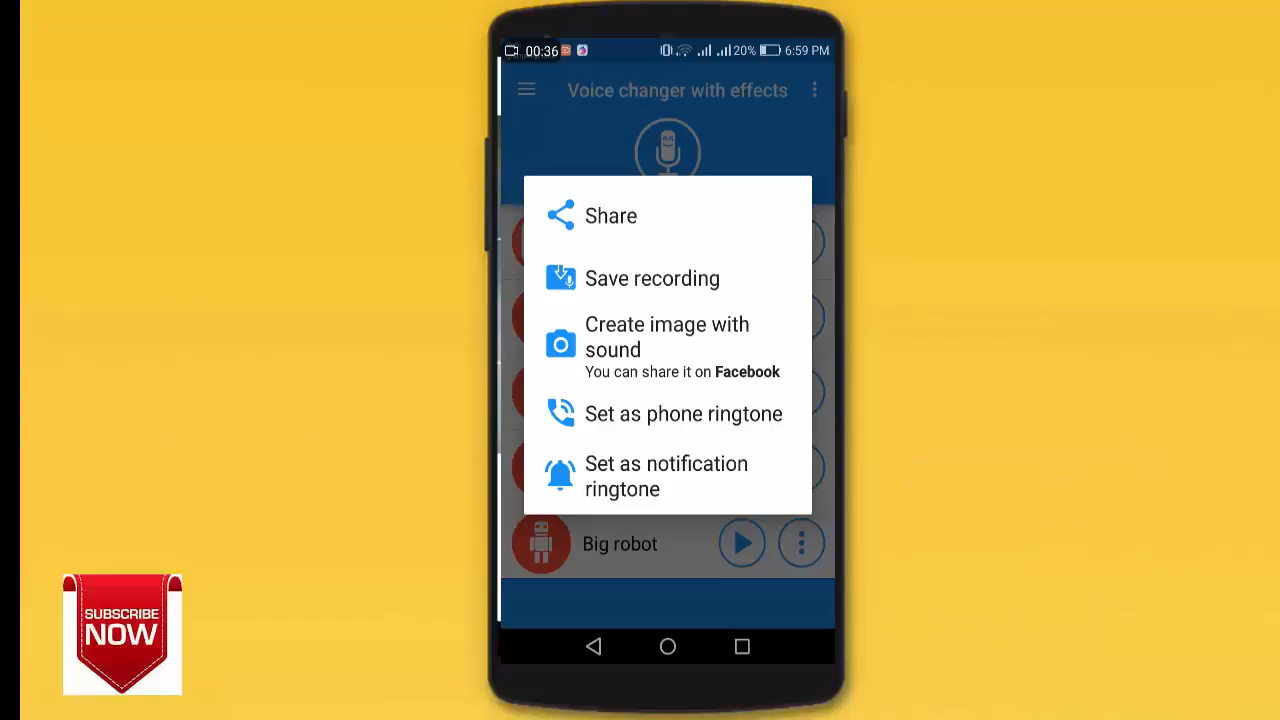 00:36
20%
6:59 PM
Voice changer with effects
Share
Save recording
Create image with
sound
You can share it on Facebook
Set as phone ringtone
Set as notification
ringtone
Big robot
SUBSCRIBE
NOW